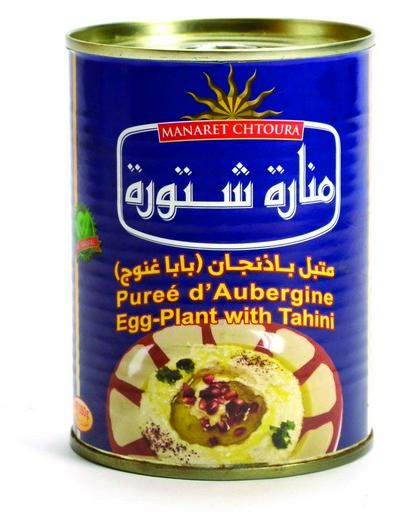 MANARET CHTOURA
منارة شتورة
متبل باذنجان (بابا غنوج)
Pureé d'Aubergine
Egg-Plant with Tahini